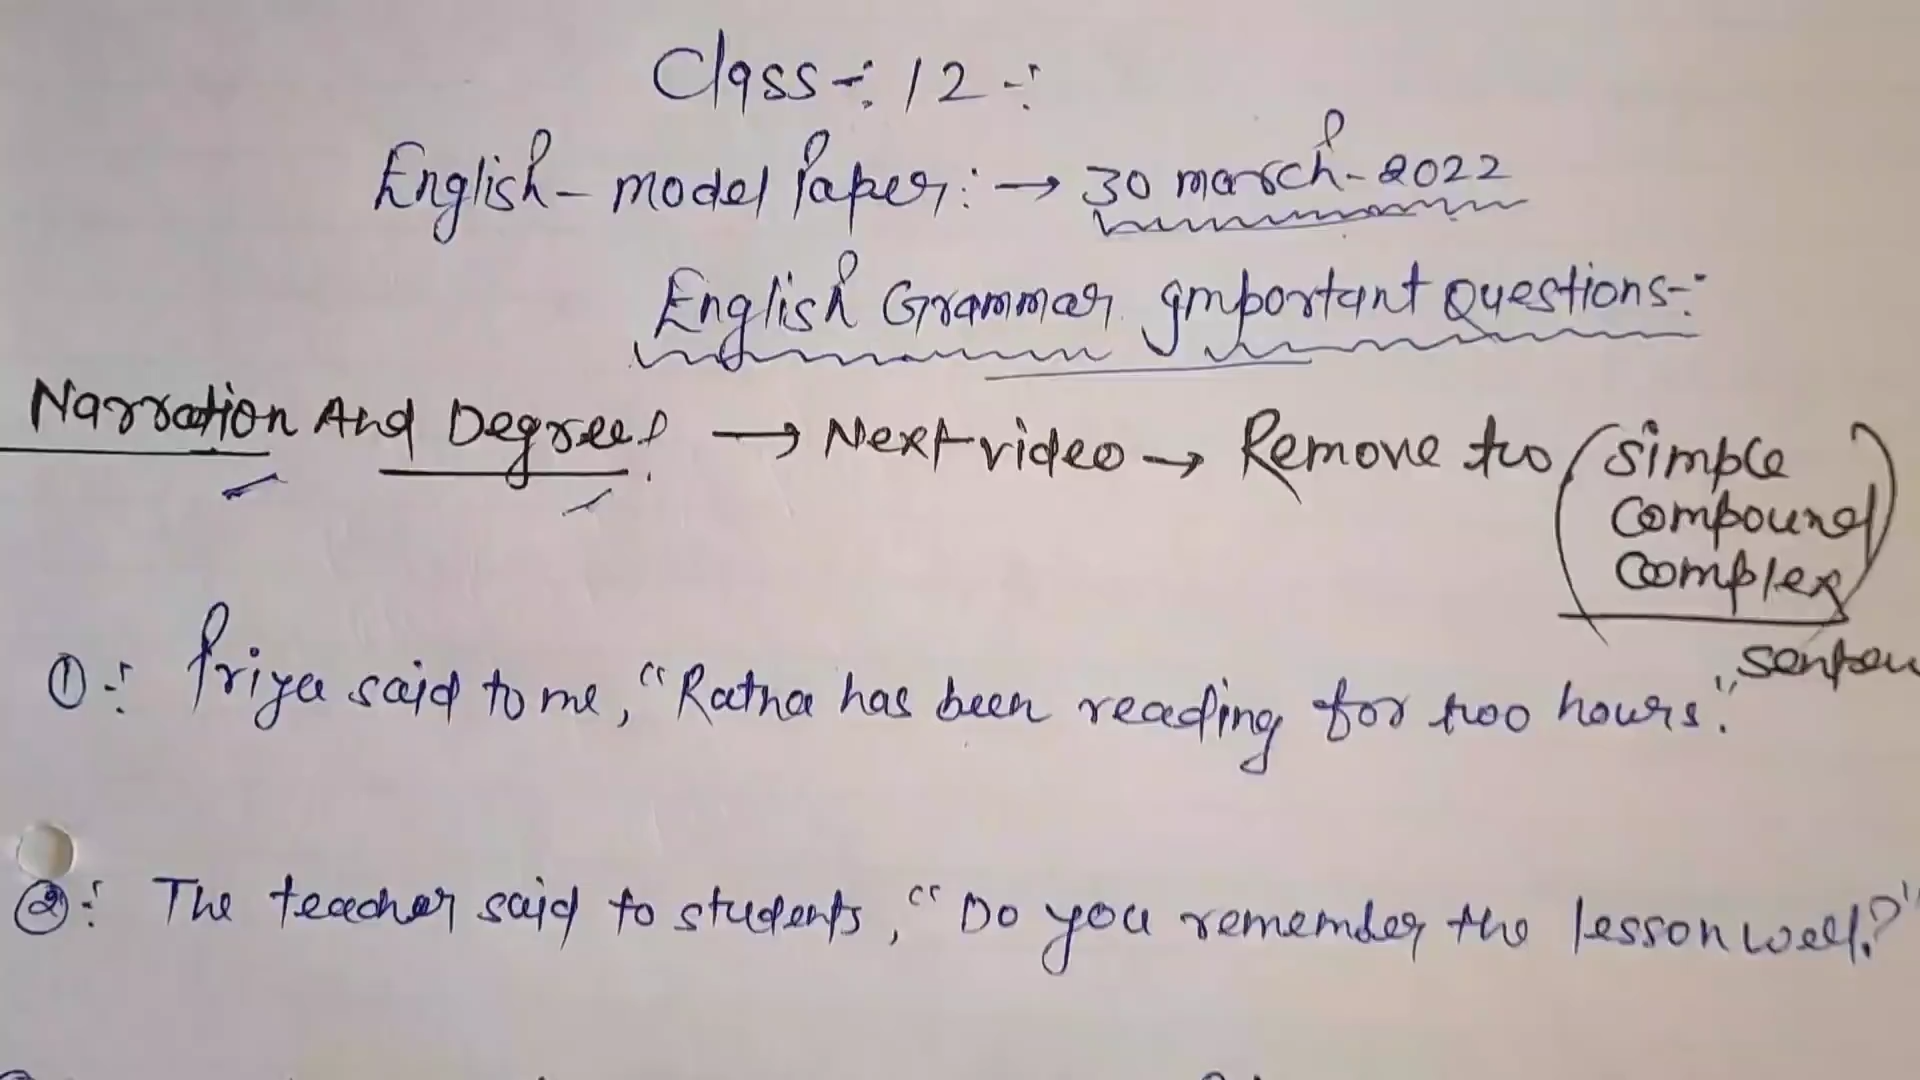 Class-: 12-:
English- model Paper: → 30 march-2022
English Grammar Important Questions-:
Narration And Degree! → Next video → Remove two (simple
compound
complex)
sentou
①-: Priya said to me, "Ratna has been reading for two hours."
②-: The teacher said to students, "Do you remember the lesson well?"